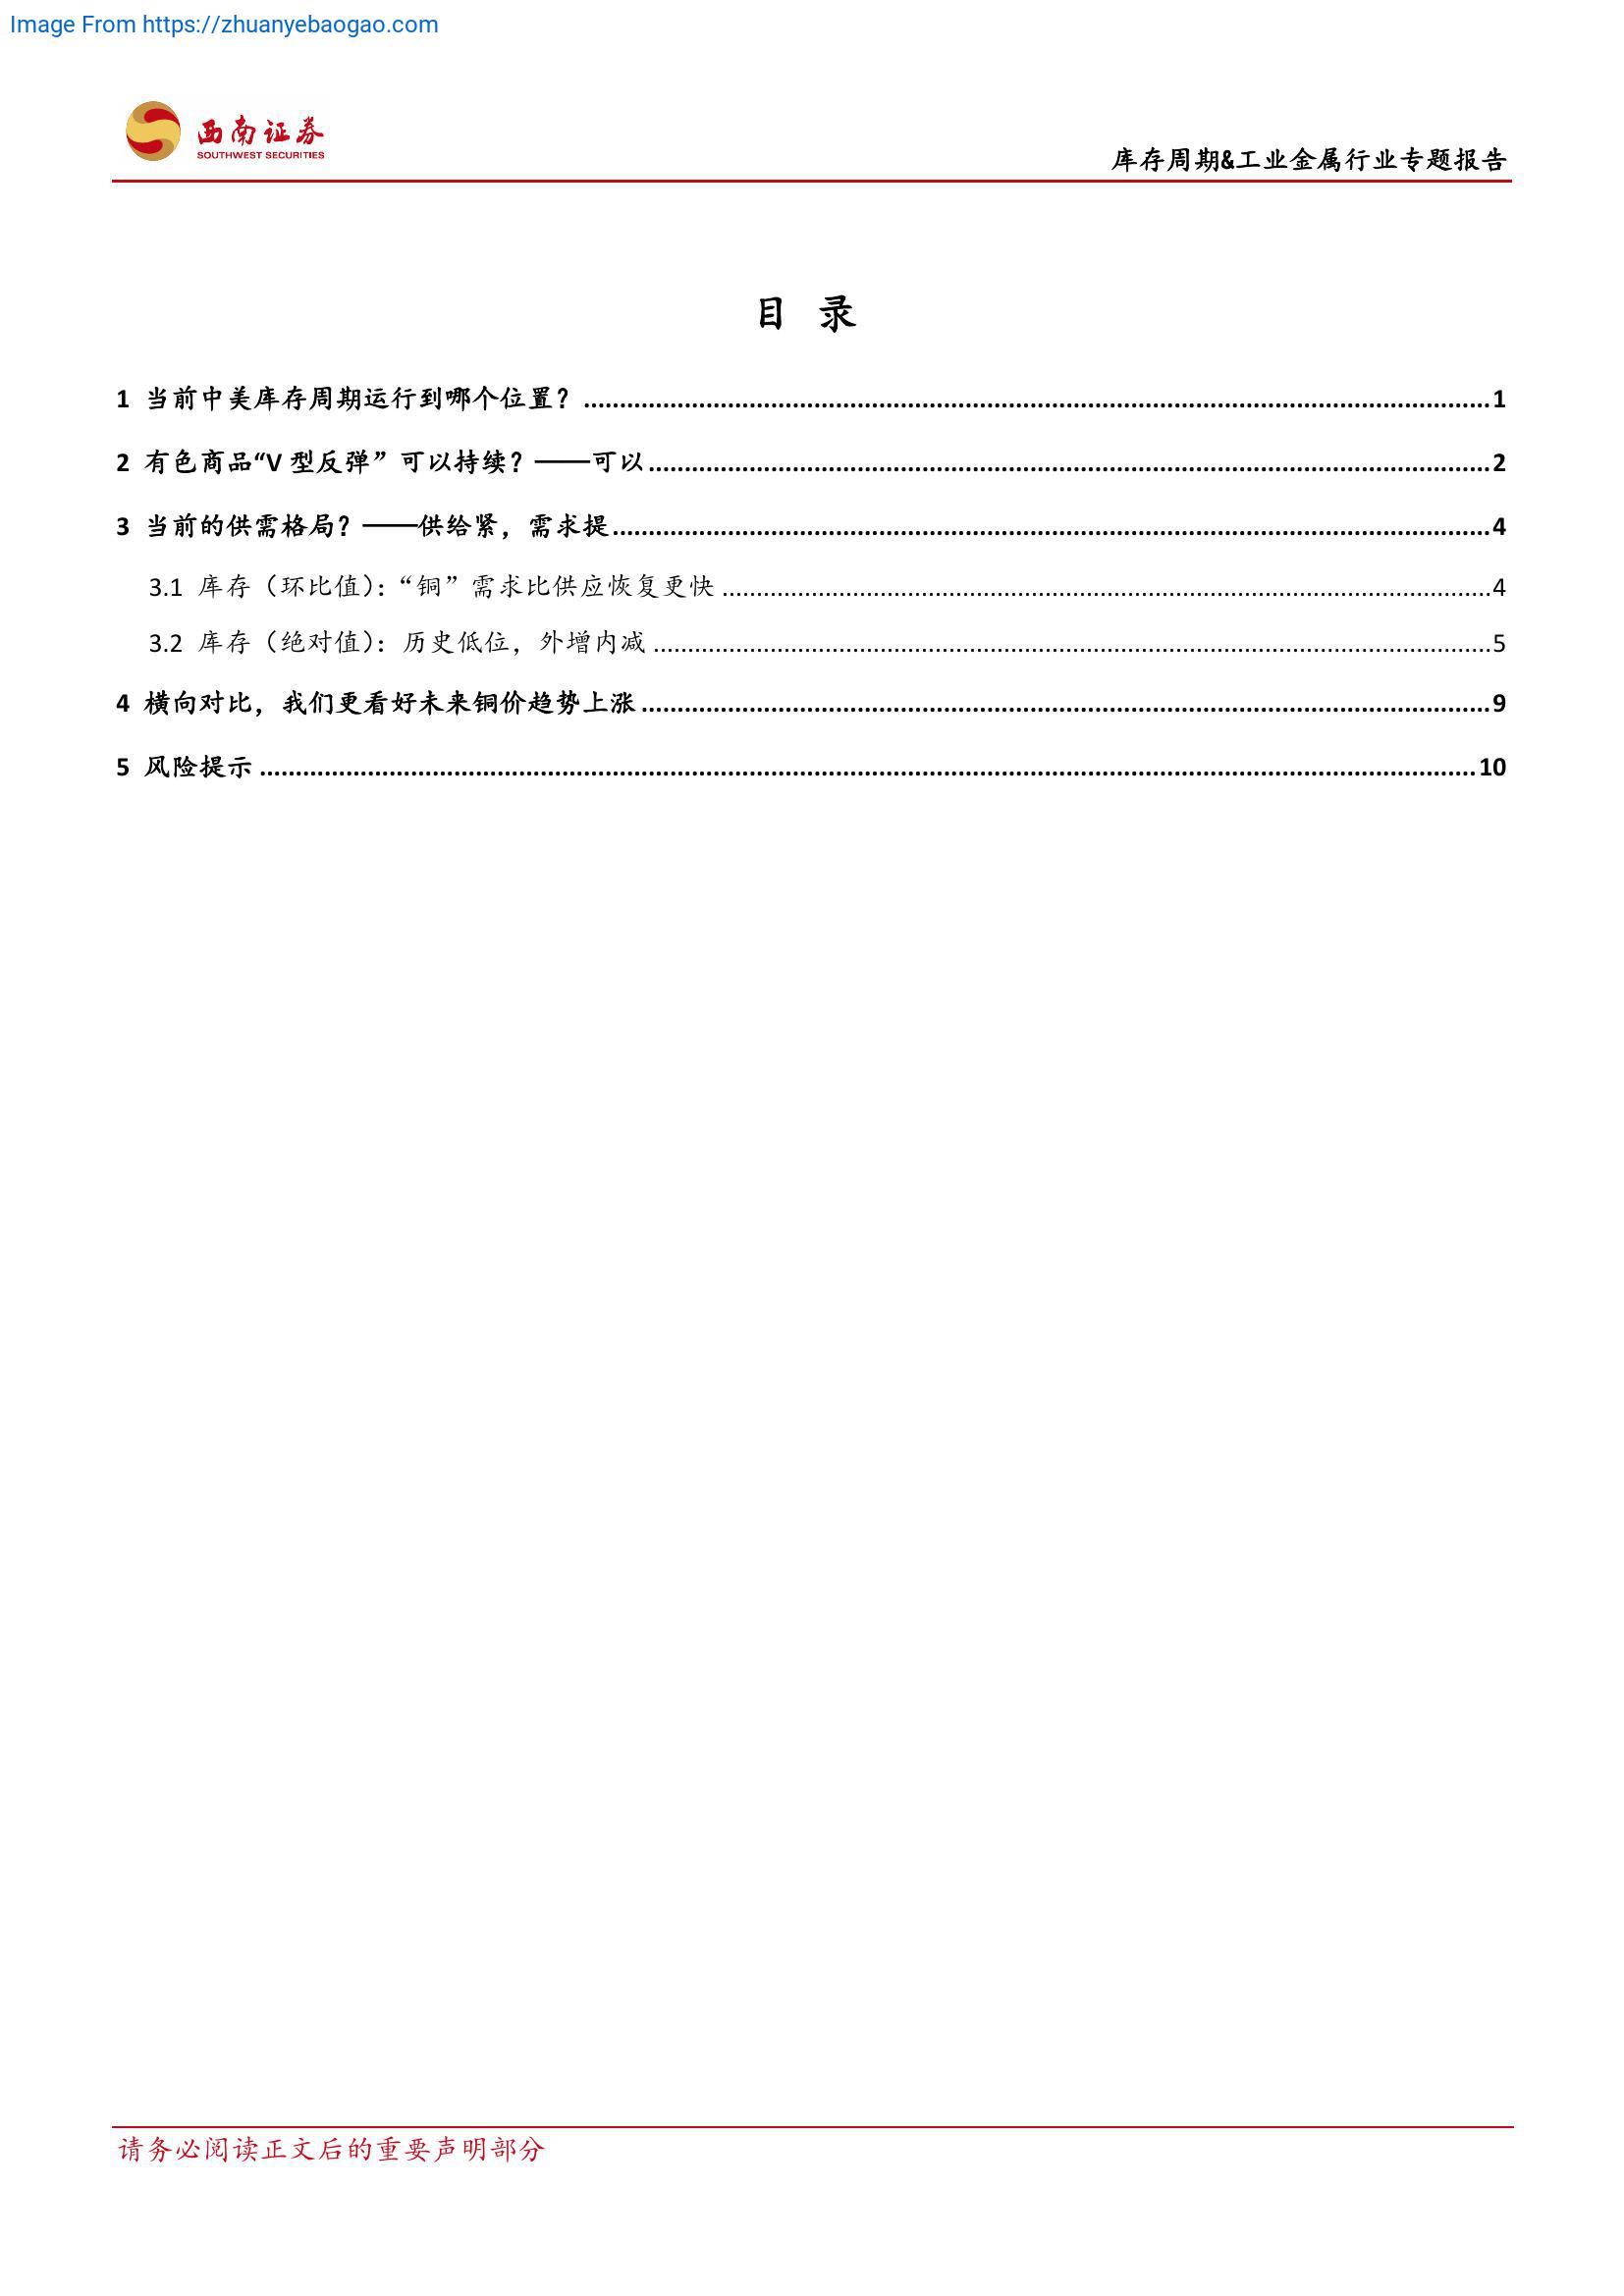 Image From https://zhuanyebaogao.com
西南证券
SOUTHWEST SECURITIES
库存周期&工业金属行业专题报告
目 录
1 当前中美库存周期运行到哪个位置？ ........................................ 1
2 有色商品“V 型反弹”可以持续？——可以 ........................................ 2
3 当前的供需格局？——供给紧，需求提 ........................................ 4
3.1 库存（环比值）：“铜”需求比供应恢复更快 ........................................ 4
3.2 库存（绝对值）：历史低位，外增内减 ........................................ 5
4 横向对比，我们更看好未来铜价趋势上涨 ........................................ 9
5 风险提示 ........................................ 10
请务必阅读正文后的重要声明部分